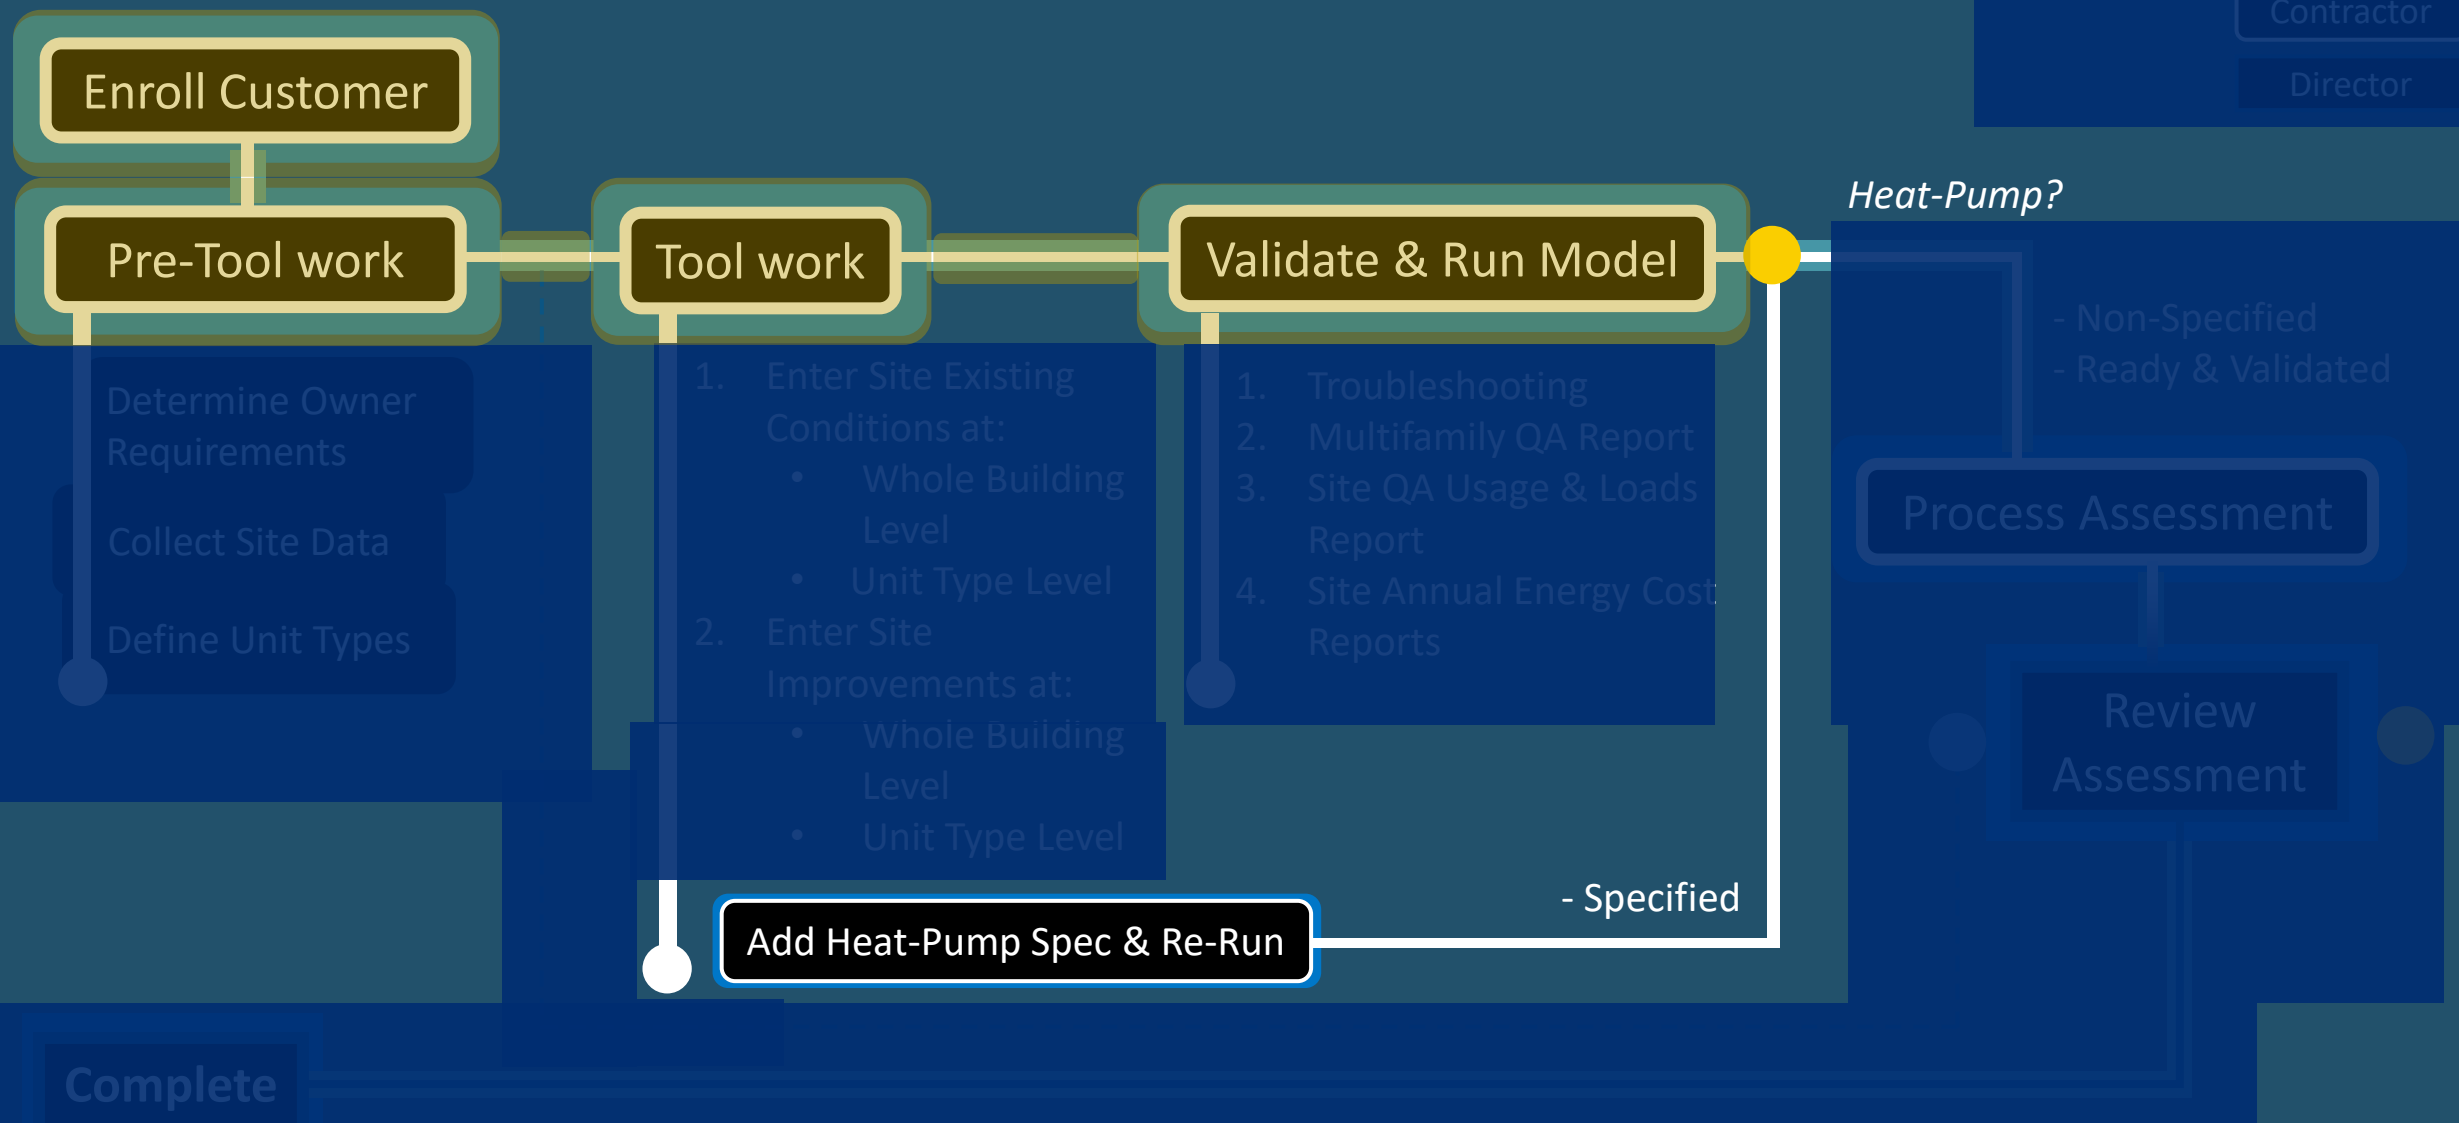 Contractor
Director
Enroll Customer
Pre-Tool work
Tool work
Validate & Run Model
Heat-Pump?
Determine Owner
Requirements
Collect Site Data
Define Unit Types
1. Enter Site Existing
Conditions at:
• Whole Building
Level
• Unit Type Level
2. Enter Site
Improvements at:
• Whole Building
Level
• Unit Type Level
1. Troubleshooting
2. Multifamily QA Report
3. Site QA Usage & Loads
Report
4. Site Annual Energy Cost
Reports
- Non-Specified
- Ready & Validated
Process Assessment
Review
Assessment
- Specified
Add Heat-Pump Spec & Re-Run
Complete